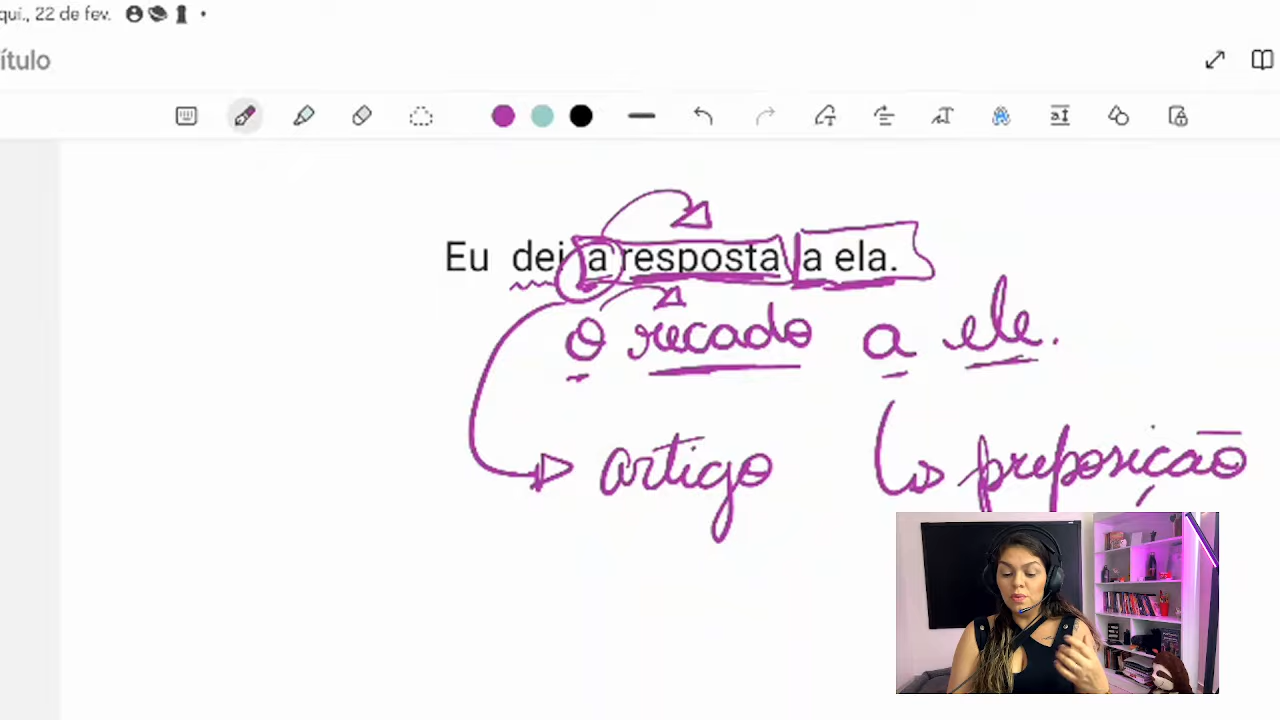 qui., 22 de fev.
ítulo
Eu dei a resposta a ela.
o recado a ele.
artigo
preposição